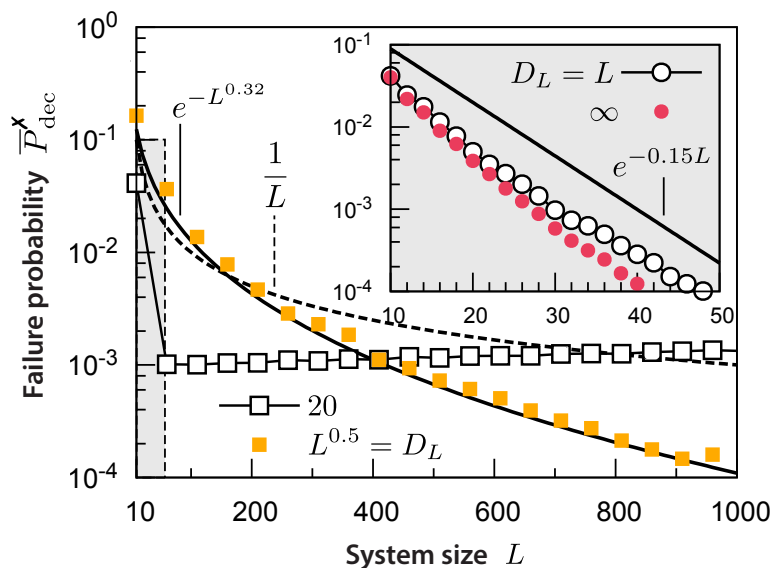 10^0
10^-1
10^-2
10^-3
10^-4
Failure probability P̅^x_dec
e^{-L^{0.32}}
1/L
20
L^{0.5} = D_L
10 200 400 600 800 1000
System size L
10^-1
10^-2
10^-3
10^-4
D_L = L
∞
e^{-0.15L}
10 20 30 40 50